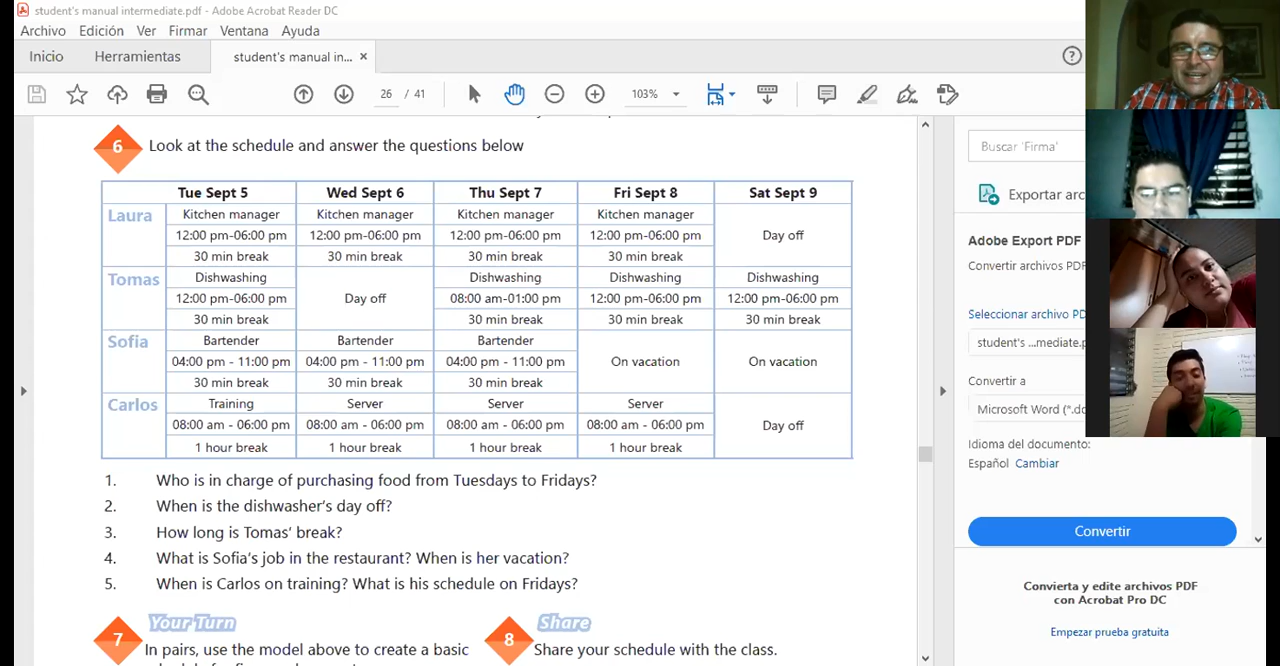 student's manual intermediate.pdf - Adobe Acrobat Reader DC
Archivo Edición Ver Firmar Ventana Ayuda
Inicio Herramientas student's manual in... ×
26 / 41 103%
6 Look at the schedule and answer the questions below
Tue Sept 5 Wed Sept 6 Thu Sept 7 Fri Sept 8 Sat Sept 9
Laura Kitchen manager Kitchen manager Kitchen manager Kitchen manager
12:00 pm-06:00 pm 12:00 pm-06:00 pm 12:00 pm-06:00 pm 12:00 pm-06:00 pm Day off
30 min break 30 min break 30 min break 30 min break
Tomas Dishwashing Dishwashing Dishwashing Dishwashing
12:00 pm-06:00 pm Day off 08:00 am-01:00 pm 12:00 pm-06:00 pm 12:00 pm-06:00 pm
30 min break 30 min break 30 min break 30 min break
Sofia Bartender Bartender Bartender
04:00 pm - 11:00 pm 04:00 pm - 11:00 pm 04:00 pm - 11:00 pm On vacation On vacation
30 min break 30 min break 30 min break
Carlos Training Server Server Server
08:00 am - 06:00 pm 08:00 am - 06:00 pm 08:00 am - 06:00 pm 08:00 am - 06:00 pm Day off
1 hour break 1 hour break 1 hour break 1 hour break
1. Who is in charge of purchasing food from Tuesdays to Fridays?
2. When is the dishwasher's day off?
3. How long is Tomas' break?
4. What is Sofia's job in the restaurant? When is her vacation?
5. When is Carlos on training? What is his schedule on Fridays?
7 Your Turn
In pairs, use the model above to create a basic
8 Share
Share your schedule with the class.
Buscar 'Firma'
Exportar arc
Adobe Export PDF
Convertir archivos PDF
Seleccionar archivo PD
student's ...mediate.p
Convertir a
Microsoft Word (*.do
Idioma del documento:
Español Cambiar
Convertir
Convierta y edite archivos PDF
con Acrobat Pro DC
Empezar prueba gratuita